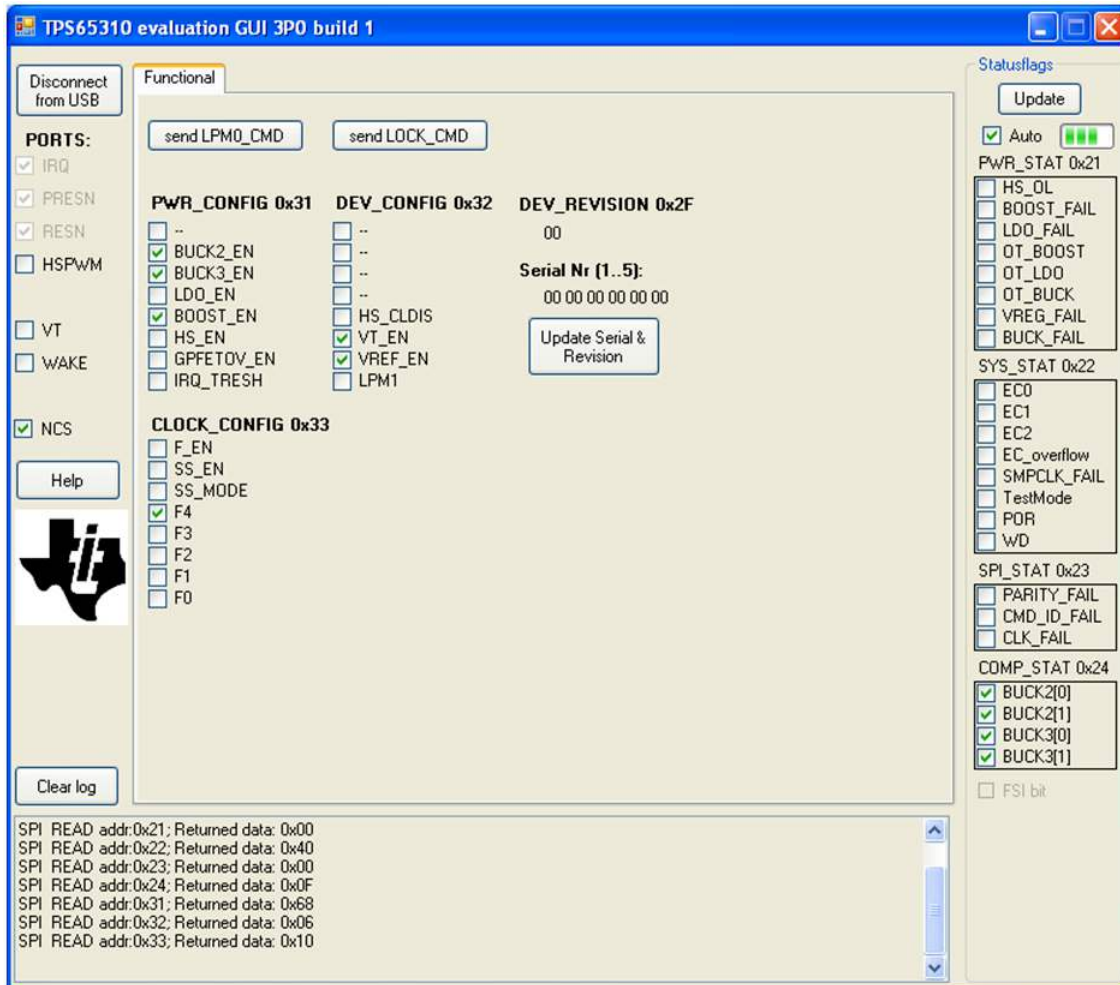 TPS65310 evaluation GUI 3P0 build 1
Disconnect
from USB
PORTS:
IRQ
PRESN
RESN
HSPWM
VT
WAKE
NCS
Help
Clear log
Functional
send LPM0_CMD
send LOCK_CMD
PWR_CONFIG 0x31
--
BUCK2_EN
BUCK3_EN
LDO_EN
BOOST_EN
HS_EN
GPFETOV_EN
IRQ_TRESH
DEV_CONFIG 0x32
--
--
--
--
HS_CLDIS
VT_EN
VREF_EN
LPM1
DEV_REVISION 0x2F
00
Serial Nr (1..5):
00 00 00 00 00 00
Update Serial &
Revision
CLOCK_CONFIG 0x33
F_EN
SS_EN
SS_MODE
F4
F3
F2
F1
F0
Statusflags
Update
Auto
PWR_STAT 0x21
HS_OL
BOOST_FAIL
LDO_FAIL
OT_BOOST
OT_LDO
OT_BUCK
VREG_FAIL
BUCK_FAIL
SYS_STAT 0x22
EC0
EC1
EC2
EC_overflow
SMPCLK_FAIL
TestMode
POR
WD
SPI_STAT 0x23
PARITY_FAIL
CMD_ID_FAIL
CLK_FAIL
COMP_STAT 0x24
BUCK2[0]
BUCK2[1]
BUCK3[0]
BUCK3[1]
FSI bit
SPI READ addr:0x21; Returned data: 0x00
SPI READ addr:0x22; Returned data: 0x40
SPI READ addr:0x23; Returned data: 0x00
SPI READ addr:0x24; Returned data: 0x0F
SPI READ addr:0x31; Returned data: 0x68
SPI READ addr:0x32; Returned data: 0x06
SPI READ addr:0x33; Returned data: 0x10